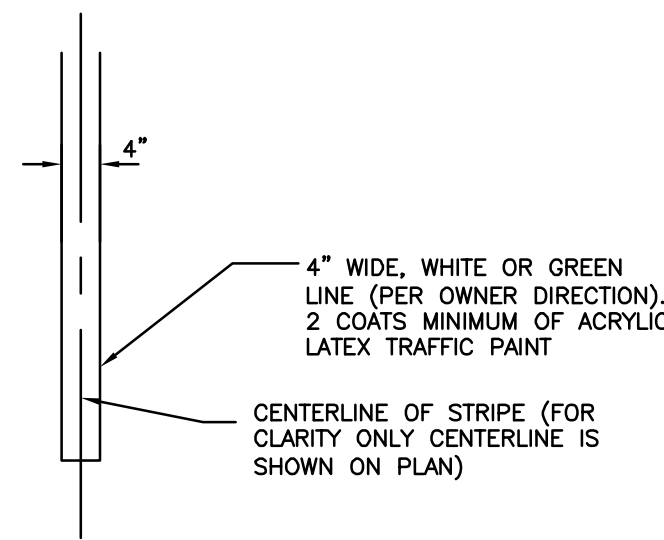 4”
4” WIDE, WHITE OR GREEN
LINE (PER OWNER DIRECTION).
2 COATS MINIMUM OF ACRYLIC
LATEX TRAFFIC PAINT
CENTERLINE OF STRIPE (FOR
CLARITY ONLY CENTERLINE IS
SHOWN ON PLAN)